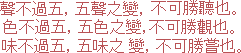 聲不過五，五聲之變，不可勝聽也。
色不過五，五色之變，不可勝觀也。
味不過五，五味之變，不可勝嘗也。